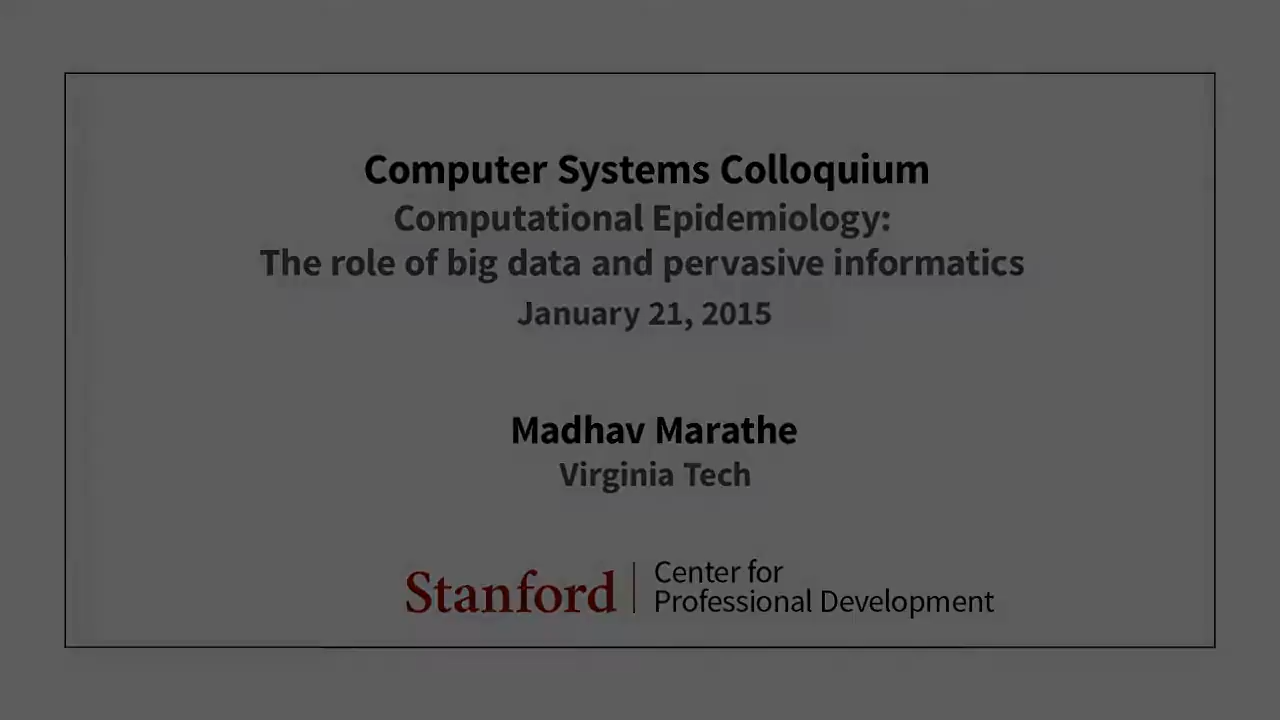 Computer Systems Colloquium
Computational Epidemiology:
The role of big data and pervasive informatics
January 21, 2015
Madhav Marathe
Virginia Tech
Stanford
Center for
Professional Development